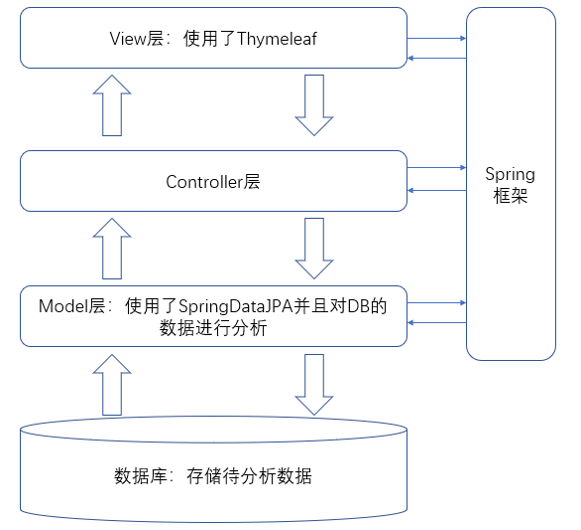 View层：使用了Thymeleaf
Controller层
Spring
框架
Model层：使用了SpringDataJPA并且对DB的
数据进行分析
数据库：存储待分析数据